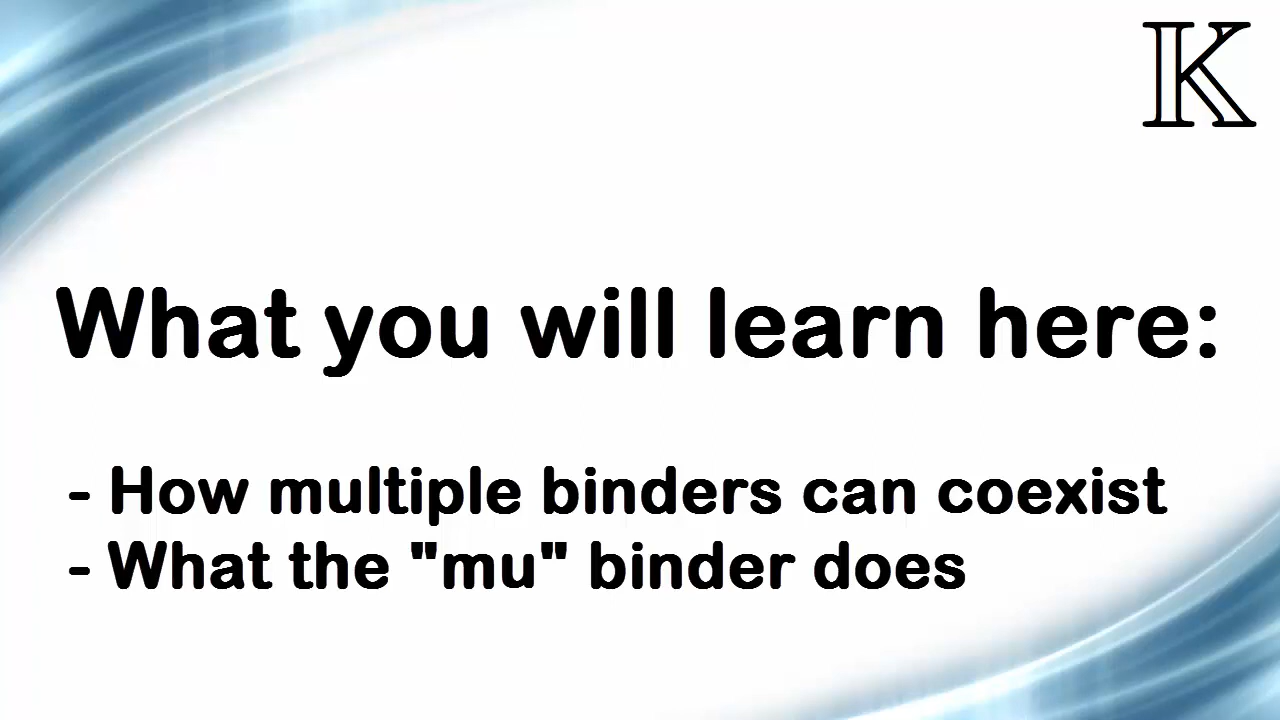 K
What you will learn here:
- How multiple binders can coexist
- What the "mu" binder does